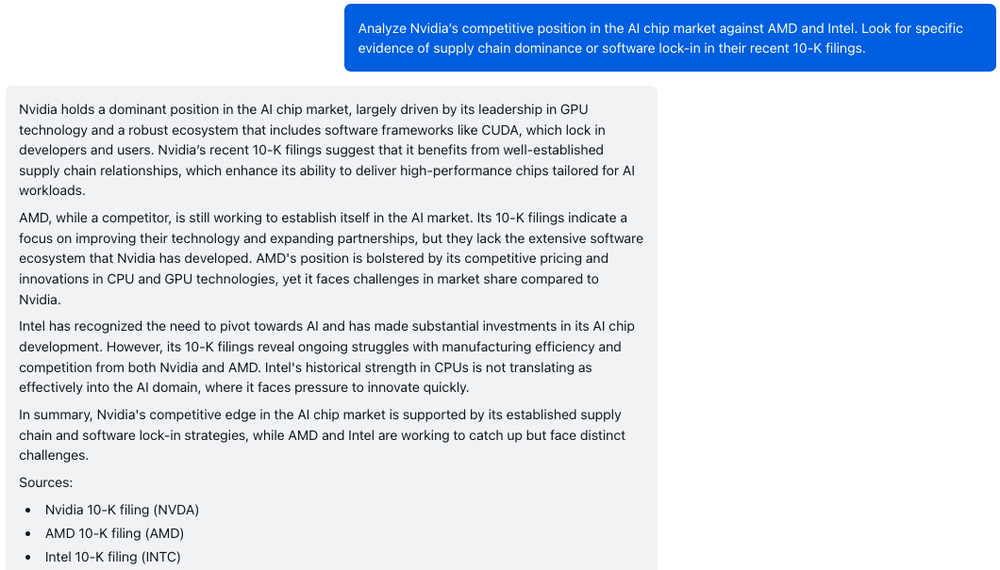 Analyze Nvidia’s competitive position in the AI chip market against AMD and Intel. Look for specific
evidence of supply chain dominance or software lock-in in their recent 10-K filings.
Nvidia holds a dominant position in the AI chip market, largely driven by its leadership in GPU
technology and a robust ecosystem that includes software frameworks like CUDA, which lock in
developers and users. Nvidia’s recent 10-K filings suggest that it benefits from well-established
supply chain relationships, which enhance its ability to deliver high-performance chips tailored for AI
workloads.
AMD, while a competitor, is still working to establish itself in the AI market. Its 10-K filings indicate a
focus on improving their technology and expanding partnerships, but they lack the extensive software
ecosystem that Nvidia has developed. AMD's position is bolstered by its competitive pricing and
innovations in CPU and GPU technologies, yet it faces challenges in market share compared to
Nvidia.
Intel has recognized the need to pivot towards AI and has made substantial investments in its AI chip
development. However, its 10-K filings reveal ongoing struggles with manufacturing efficiency and
competition from both Nvidia and AMD. Intel's historical strength in CPUs is not translating as
effectively into the AI domain, where it faces pressure to innovate quickly.
In summary, Nvidia's competitive edge in the AI chip market is supported by its established supply
chain and software lock-in strategies, while AMD and Intel are working to catch up but face distinct
challenges.
Sources:
• Nvidia 10-K filing (NVDA)
• AMD 10-K filing (AMD)
• Intel 10-K filing (INTC)